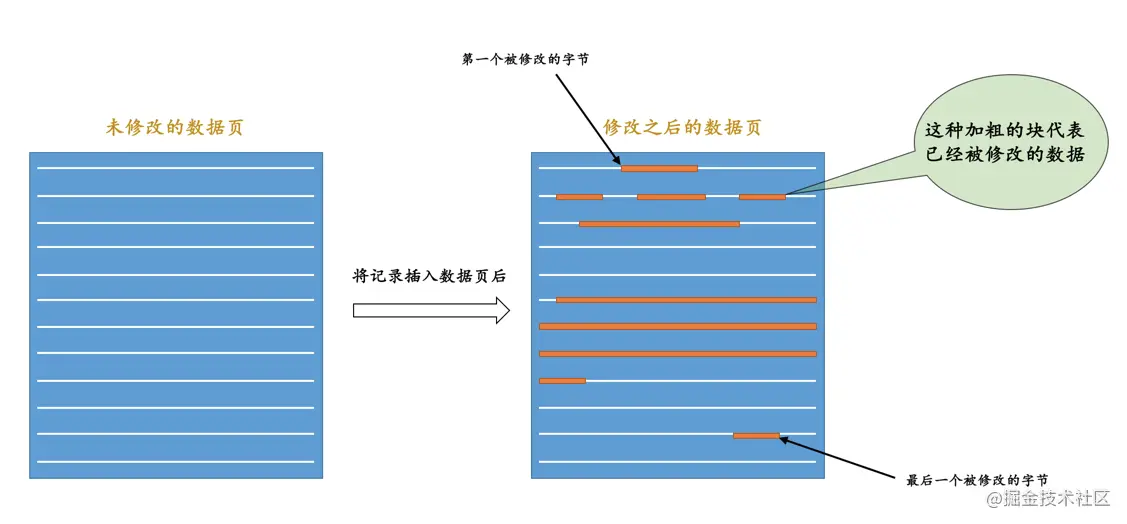 第一个被修改的字节
未修改的数据页
修改之后的数据页
这种加粗的块代表
已经被修改的数据
将记录插入数据页后
最后一个被修改的字节
@掘金技术社区